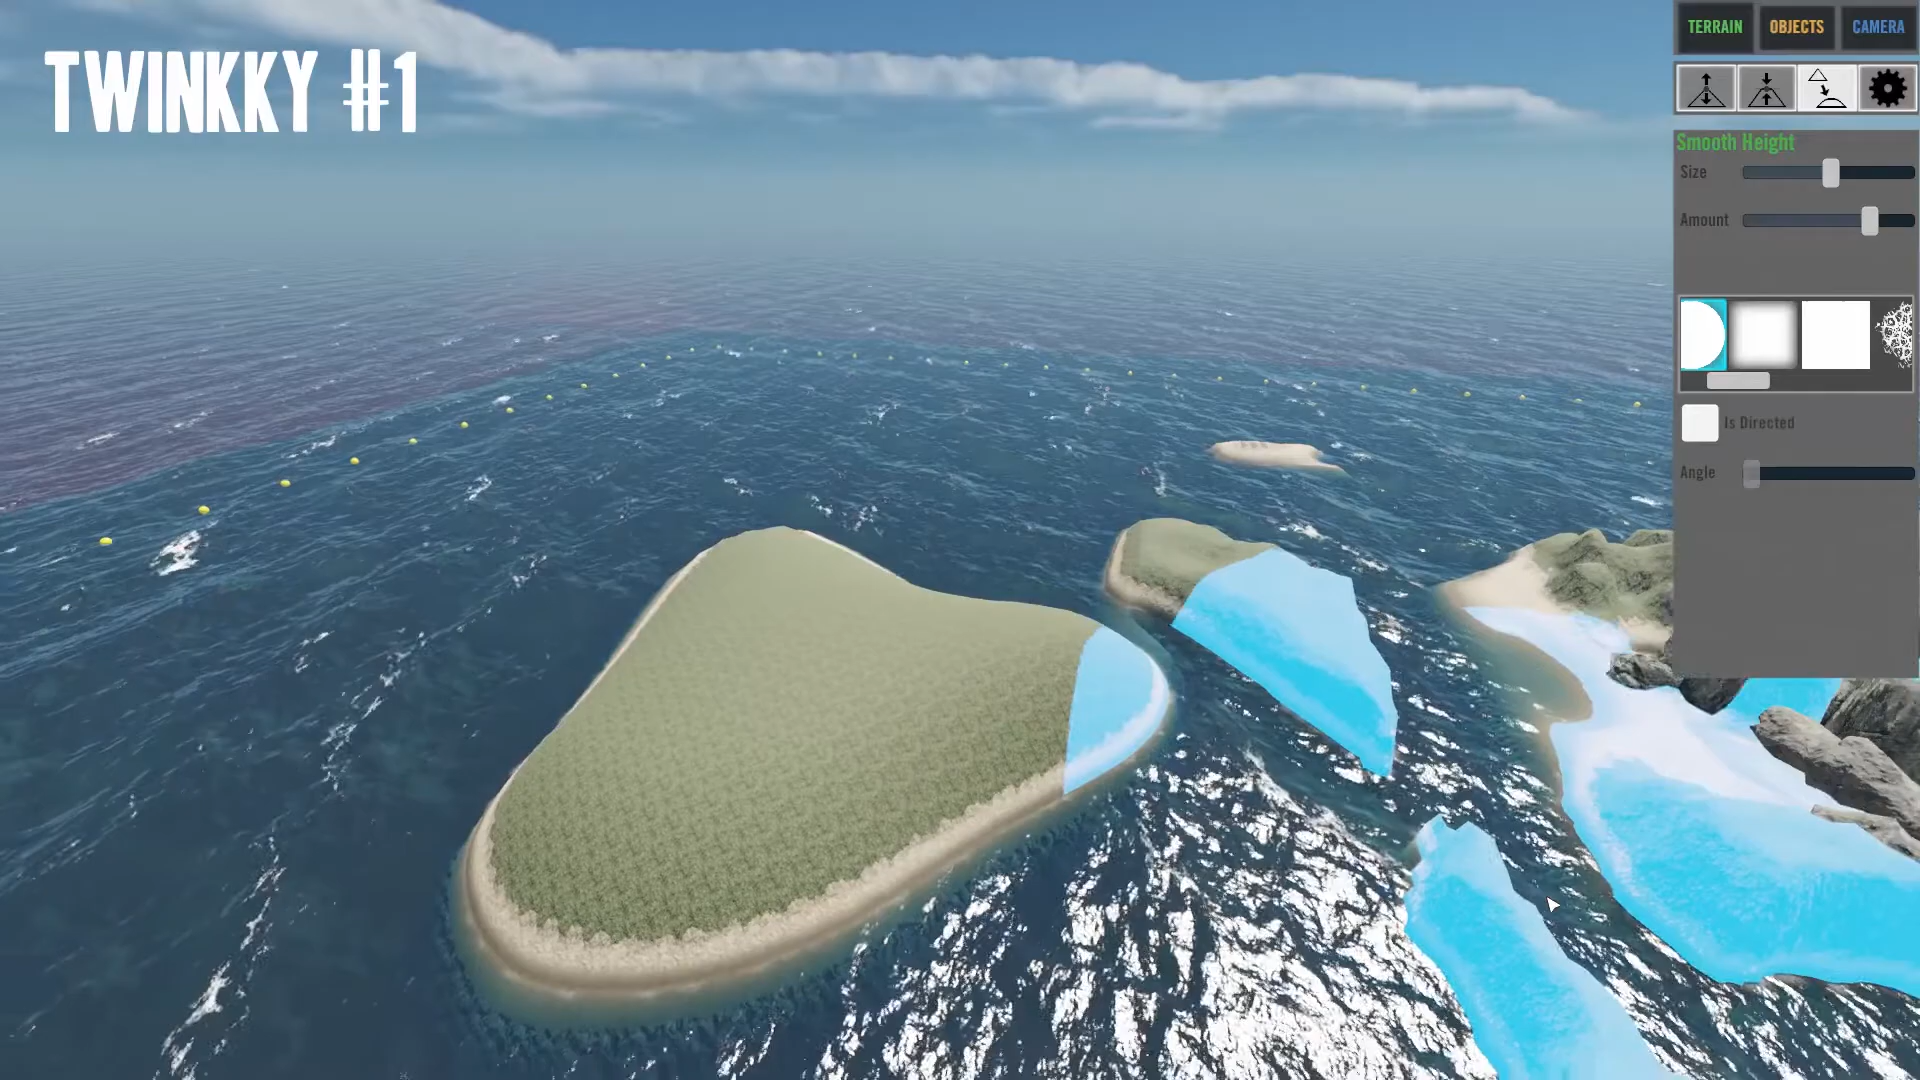 TWINKKY #1
TERRAIN OBJECTS CAMERA
Smooth Height
Size
Amount
Is Directed
Angle